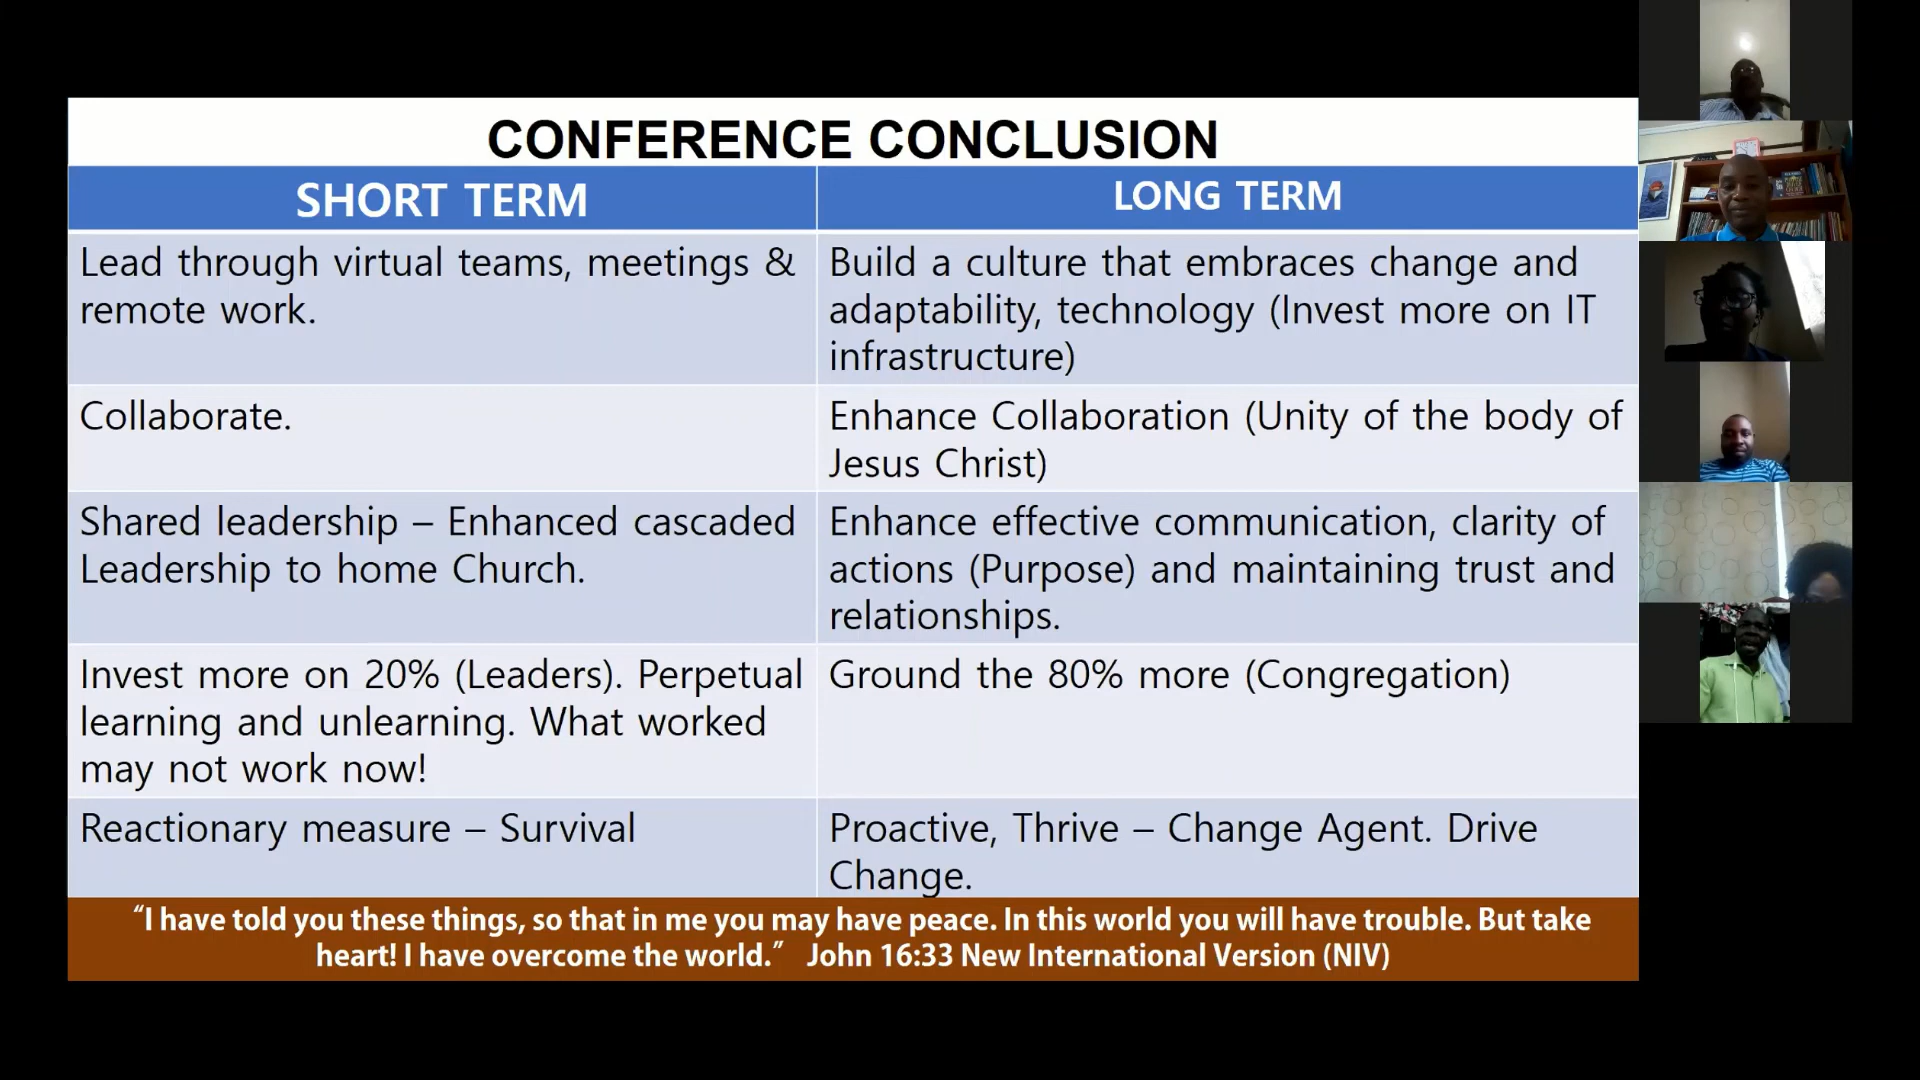 CONFERENCE CONCLUSION
SHORT TERM
LONG TERM
Lead through virtual teams, meetings &
remote work.
Build a culture that embraces change and
adaptability, technology (Invest more on IT
infrastructure)
Collaborate.
Enhance Collaboration (Unity of the body of
Jesus Christ)
Shared leadership – Enhanced cascaded
Leadership to home Church.
Enhance effective communication, clarity of
actions (Purpose) and maintaining trust and
relationships.
Invest more on 20% (Leaders). Perpetual
learning and unlearning. What worked
may not work now!
Ground the 80% more (Congregation)
Reactionary measure – Survival
Proactive, Thrive – Change Agent. Drive
Change.
“I have told you these things, so that in me you may have peace. In this world you will have trouble. But take
heart! I have overcome the world.” John 16:33 New International Version (NIV)